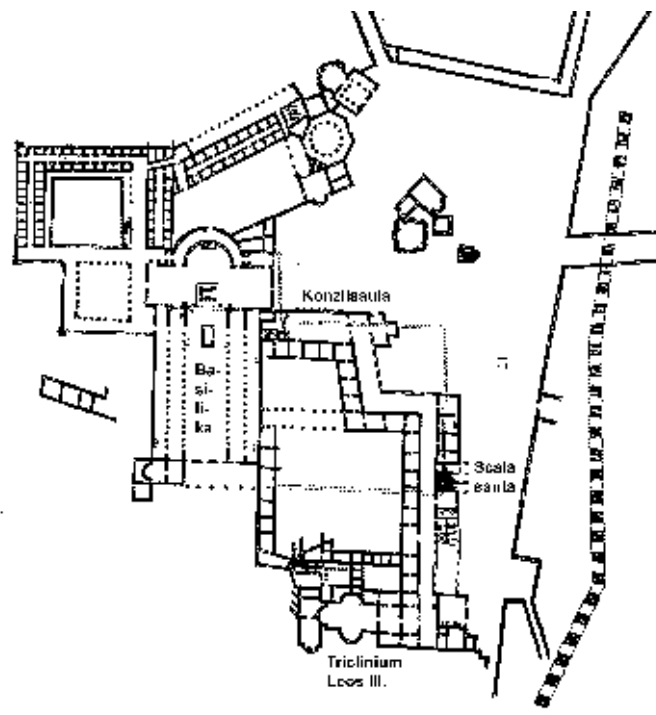 Konzilsaula
Ba-
si-
li-
ka
Scala
santa
Triclinium
Leos III.